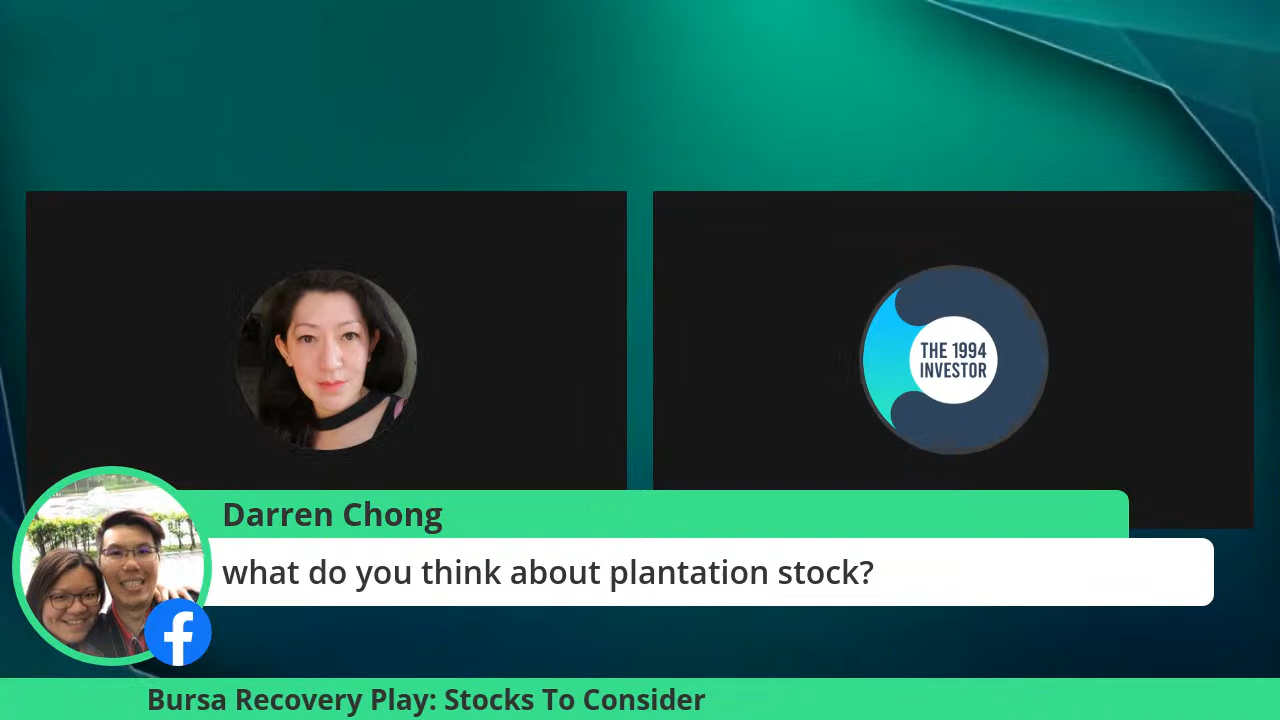 THE 1994
INVESTOR
Darren Chong
what do you think about plantation stock?
Bursa Recovery Play: Stocks To Consider